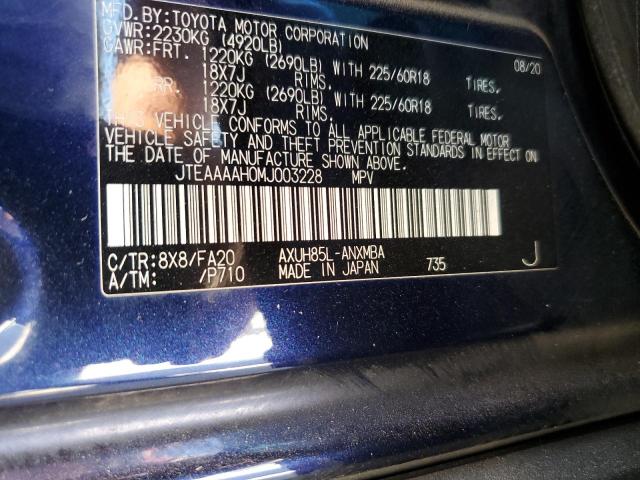 MFD.BY:TOYOTA MOTOR CORPORATION
GVWR:2230KG (4920LB)
GAWR:FRT. 1220KG (2690LB) WITH 225/60R18 TIRES, 08/20
18X7J RIMS.
RR. 1220KG (2690LB) WITH 225/60R18 TIRES,
18X7J RIMS.
THIS VEHICLE CONFORMS TO ALL APPLICABLE FEDERAL MOTOR
VEHICLE SAFETY AND THEFT PREVENTION STANDARDS IN EFFECT ON
THE DATE OF MANUFACTURE SHOWN ABOVE.
JTEAAAAH0MJ003228 MPV
C/TR:8X8/FA20 AXUH85L-ANXMBA
A/TM: /P710 MADE IN JAPAN 735 J